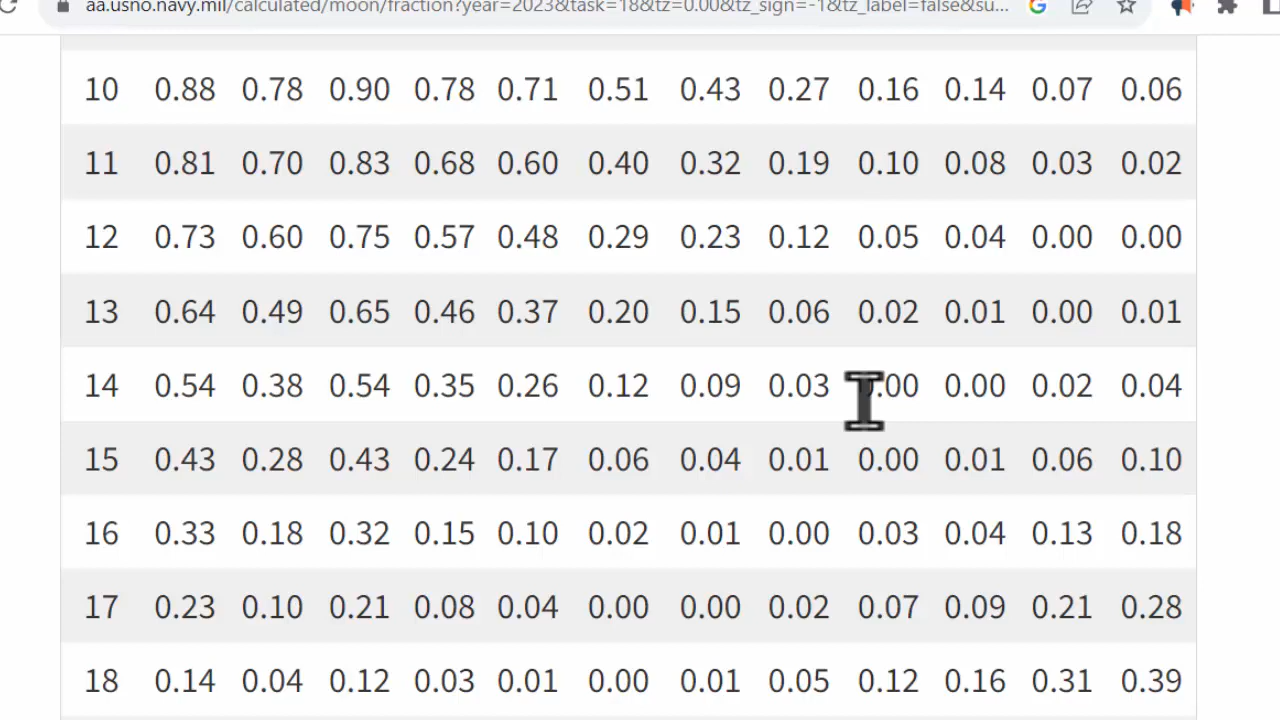 aa.usno.navy.mil/calculated/moon/fraction?year=2023&task=18&tz=0.00&tz_sign=-1&tz_label=false&su...
10 0.88 0.78 0.90 0.78 0.71 0.51 0.43 0.27 0.16 0.14 0.07 0.06
11 0.81 0.70 0.83 0.68 0.60 0.40 0.32 0.19 0.10 0.08 0.03 0.02
12 0.73 0.60 0.75 0.57 0.48 0.29 0.23 0.12 0.05 0.04 0.00 0.00
13 0.64 0.49 0.65 0.46 0.37 0.20 0.15 0.06 0.02 0.01 0.00 0.01
14 0.54 0.38 0.54 0.35 0.26 0.12 0.09 0.03 0.00 0.00 0.02 0.04
15 0.43 0.28 0.43 0.24 0.17 0.06 0.04 0.01 0.00 0.01 0.06 0.10
16 0.33 0.18 0.32 0.15 0.10 0.02 0.01 0.00 0.03 0.04 0.13 0.18
17 0.23 0.10 0.21 0.08 0.04 0.00 0.00 0.02 0.07 0.09 0.21 0.28
18 0.14 0.04 0.12 0.03 0.01 0.00 0.01 0.05 0.12 0.16 0.31 0.39